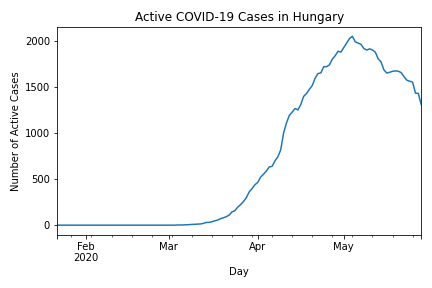 Active COVID-19 Cases in Hungary
2000
1500
1000
500
0
Number of Active Cases
Feb
2020
Mar
Apr
May
Day